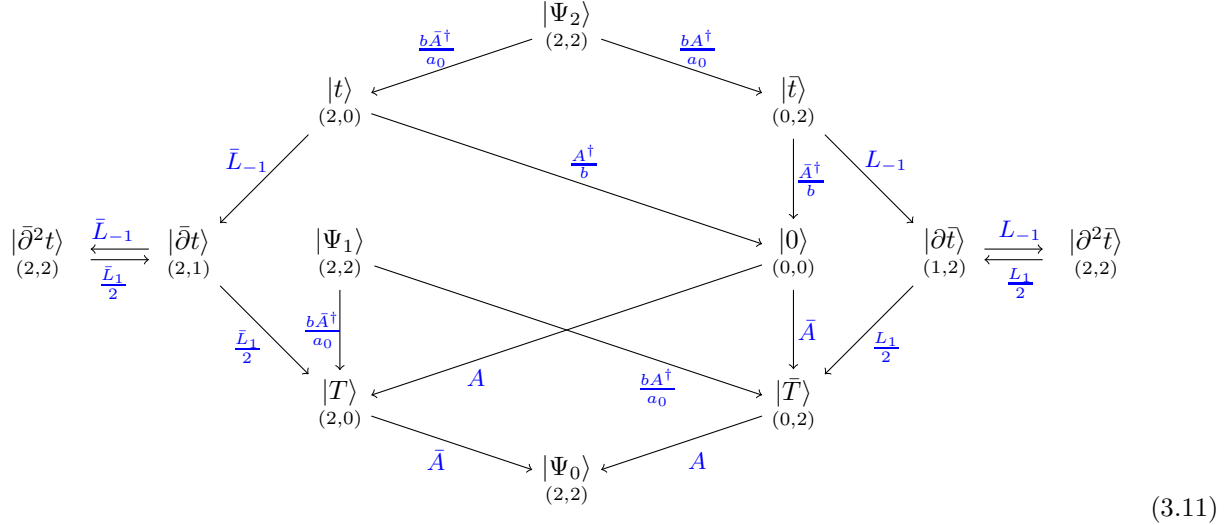 |Ψ₂⟩
(2,2)
bĀ†/a₀
bA†/a₀
|t⟩
(2,0)
|t̄⟩
(0,2)
L̄₋₁
A†/b
Ā†/b
L₋₁
|∂̄²t⟩
(2,2)
L̄₋₁
L̄₁/2
|∂̄t⟩
(2,1)
|Ψ₁⟩
(2,2)
|0⟩
(0,0)
|∂t̄⟩
(1,2)
L₋₁
L₁/2
|∂²t̄⟩
(2,2)
L̄₁/2
bĀ†/a₀
A
bA†/a₀
Ā
L₁/2
|T⟩
(2,0)
|T̄⟩
(0,2)
Ā
A
|Ψ₀⟩
(2,2)
(3.11)